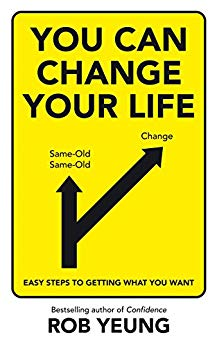 YOU CAN
CHANGE
YOUR LIFE
Change
Same-Old
Same-Old
EASY STEPS TO GETTING WHAT YOU WANT
Bestselling author of Confidence
ROB YEUNG